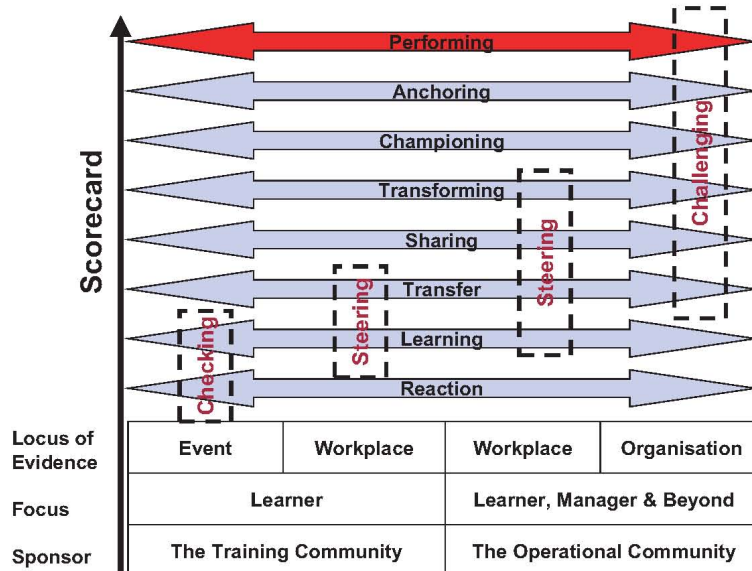 Performing
Anchoring
Championing
Transforming
Sharing
Transfer
Learning
Reaction
Scorecard
Checking
Steering
Steering
Challenging
Locus of
Evidence
Event
Workplace
Workplace
Organisation
Focus
Learner
Learner, Manager & Beyond
Sponsor
The Training Community
The Operational Community